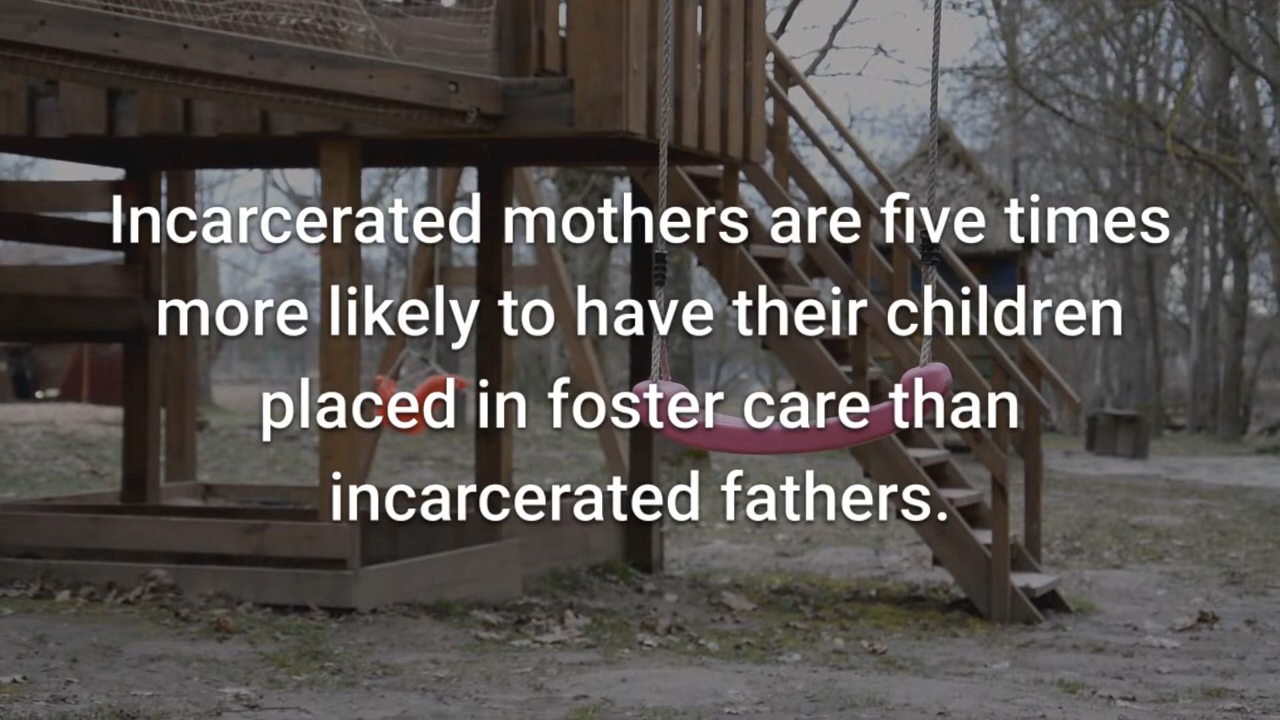 Incarcerated mothers are five times
more likely to have their children
placed in foster care than
incarcerated fathers.